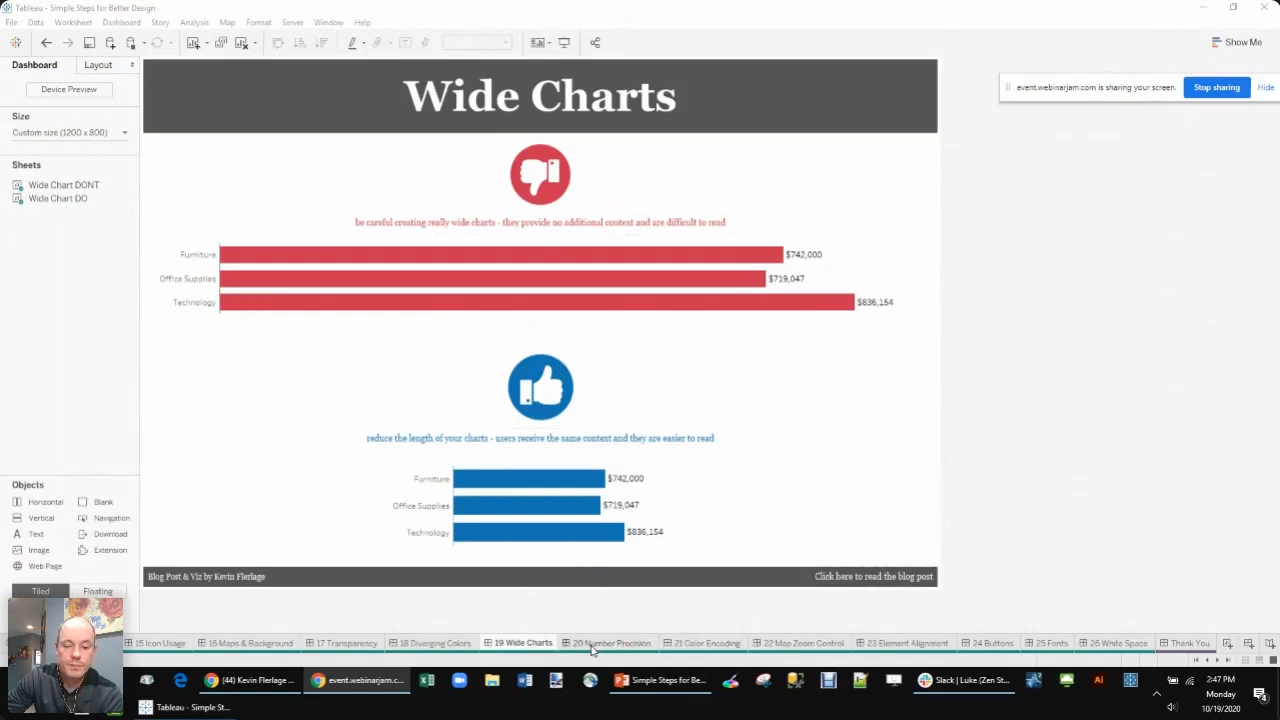 Tableau - Simple Steps for Better Design
File Data Worksheet Dashboard Story Analysis Map Format Server Window Help
Show Me
Dashboard Layout
Device Preview
Size
Custom size (1200 x 800)
Sheets
Wide Chart DONT
Wide Chart DO
Wide Charts
event.webinarjam.com is sharing your screen.
Stop sharing
Hide
be careful creating really wide charts - they provide no additional context and are difficult to read
Furniture $742,000
Office Supplies $719,047
Technology $836,154
reduce the length of your charts - users receive the same context and they are easier to read
Furniture $742,000
Office Supplies $719,047
Technology $836,154
Objects
Horizontal Blank
Vertical Navigation
Text Download
Image Extension
Web Page
Tiled Floating
Blog Post & Viz by Kevin Flerlage
Click here to read the blog post
15 Icon Usage 16 Maps & Background 17 Transparency 18 Diverging Colors 19 Wide Charts 20 Number Precision 21 Color Encoding 22 Map Zoom Control 23 Element Alignment 24 Buttons 25 Fonts 26 White Space Thank You
(44) Kevin Flerlage ... event.webinarjam.c... Simple Steps for Be... Slack | Luke (Zen St...
2:47 PM
Monday
10/19/2020
4
Tableau - Simple St...